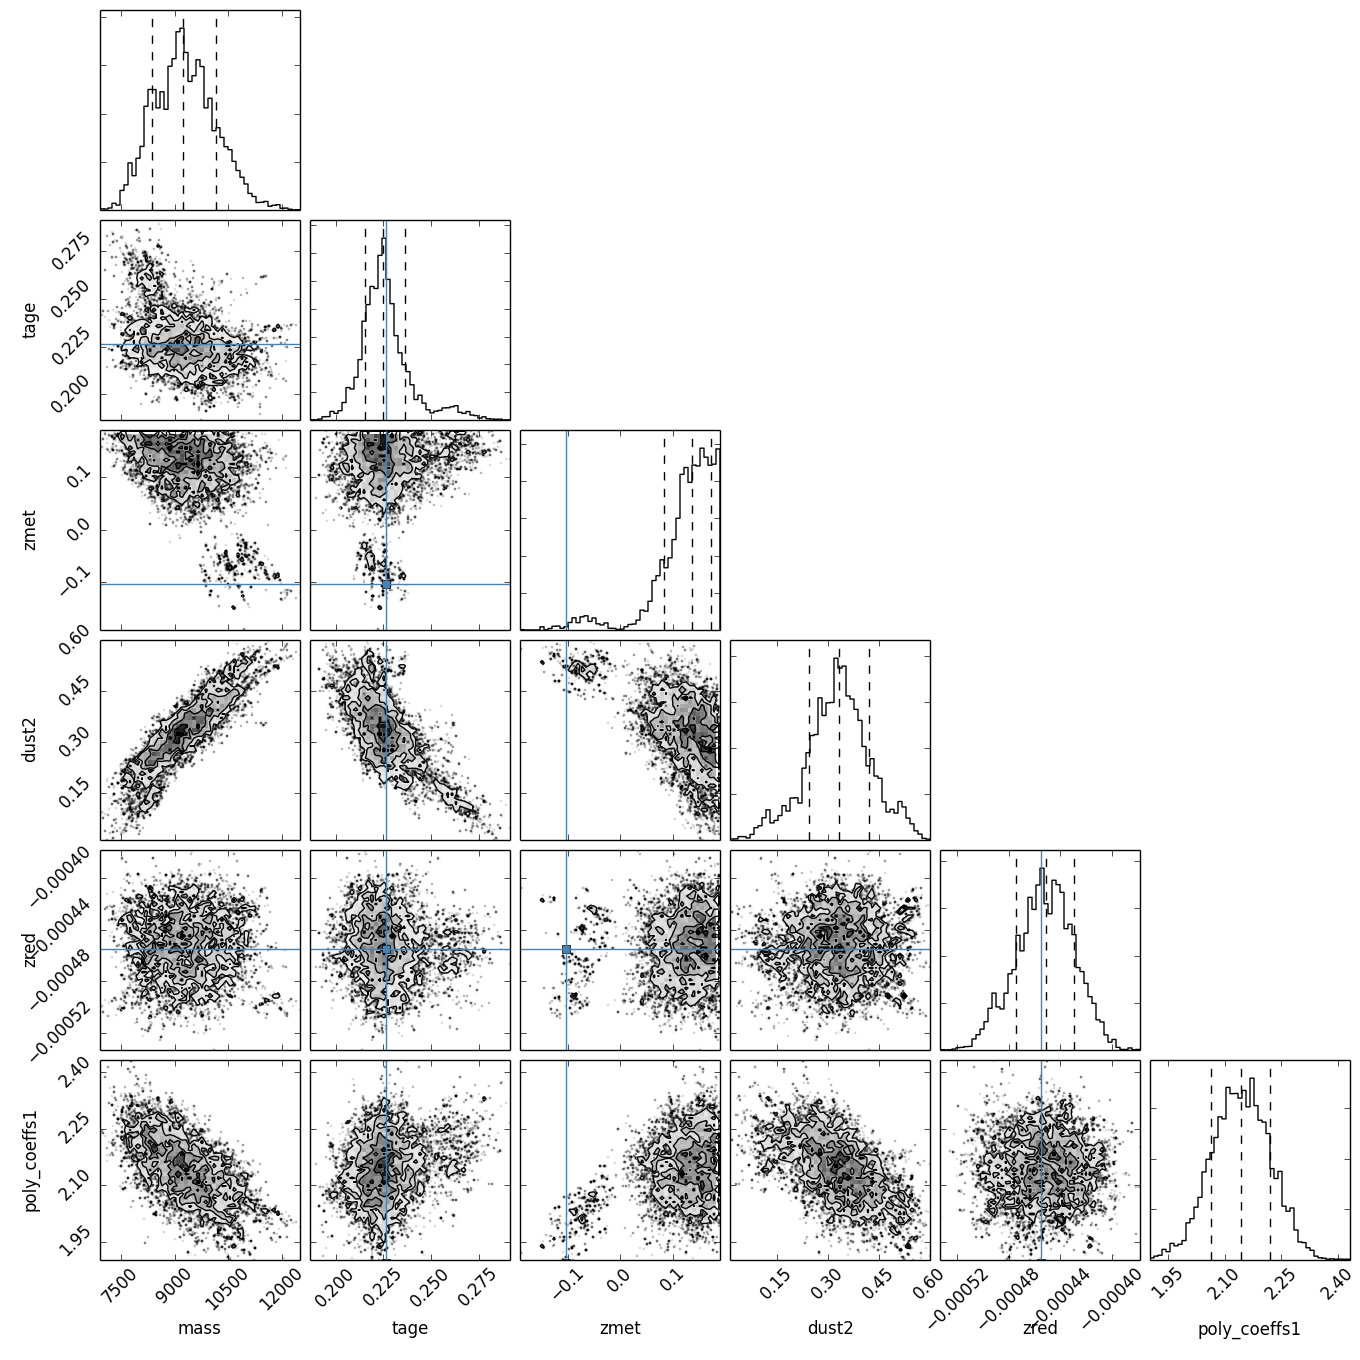 0.275
0.250
0.225
0.200
tage
0.1
0.0
−0.1
zmet
0.60
0.45
0.30
0.15
dust2
−0.00040
−0.00044
−0.00048
−0.00052
zred
2.40
2.25
2.10
1.95
poly_coeffs1
7500 9000 10500 12000
0.200 0.225 0.250 0.275
−0.1 0.0 0.1
0.15 0.30 0.45 0.60
−0.00052 −0.00048 −0.00044 −0.00040
1.95 2.10 2.25 2.40
mass tage zmet dust2 zred poly_coeffs1